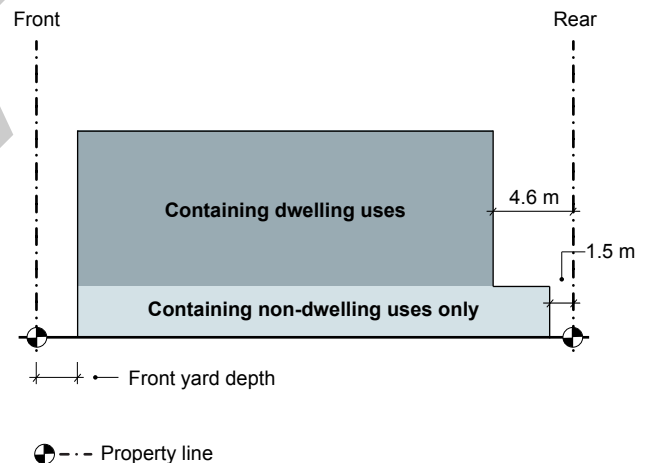 Front
Rear
Containing dwelling uses
4.6 m
1.5 m
Containing non-dwelling uses only
Front yard depth
Property line